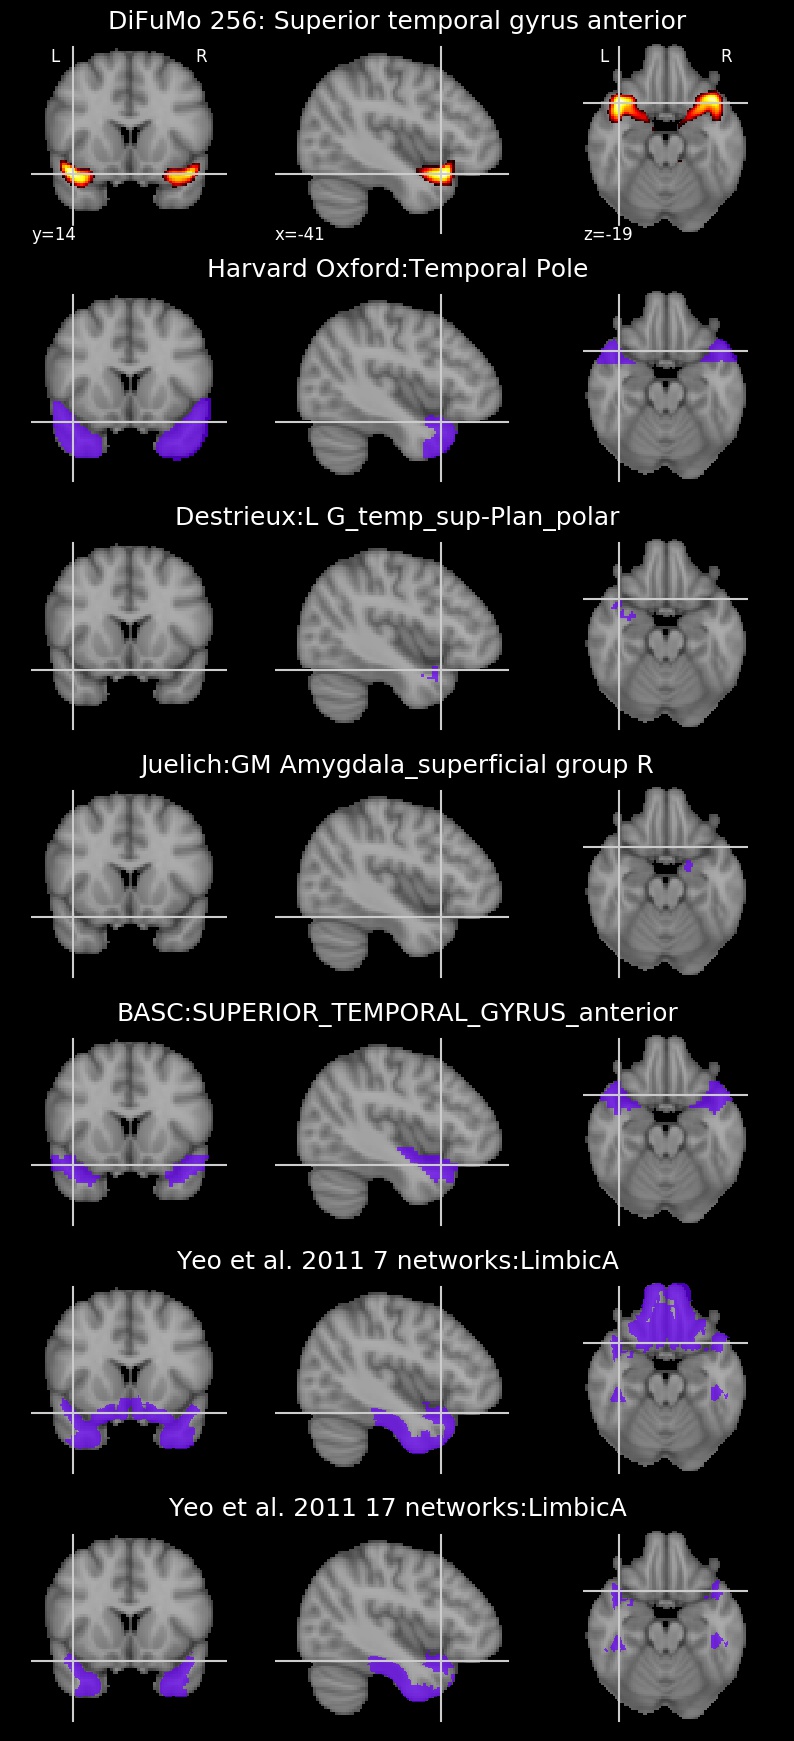 DiFuMo 256: Superior temporal gyrus anterior
L R L R
y=14 x=-41 z=-19
Harvard Oxford:Temporal Pole
Destrieux:L G_temp_sup-Plan_polar
Juelich:GM Amygdala_superficial group R
BASC:SUPERIOR_TEMPORAL_GYRUS_anterior
Yeo et al. 2011 7 networks:LimbicA
Yeo et al. 2011 17 networks:LimbicA